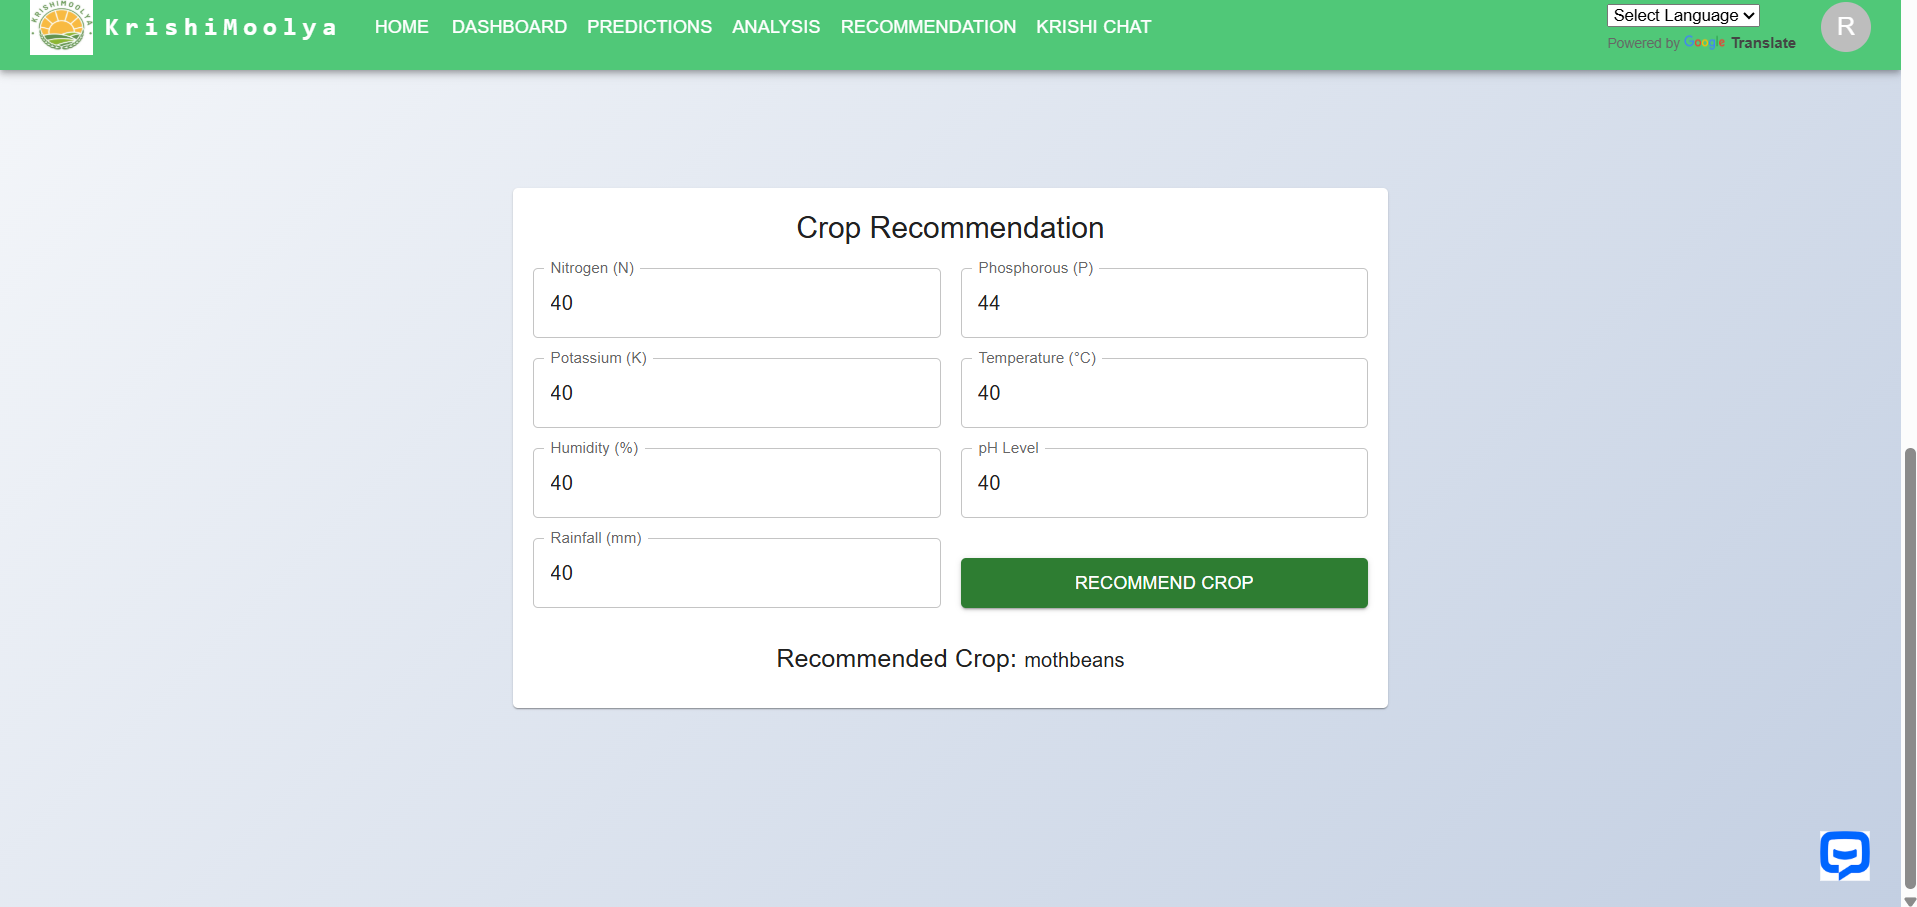 KRISHIMOOLYA
KrishiMoolya
HOME DASHBOARD PREDICTIONS ANALYSIS RECOMMENDATION KRISHI CHAT
Select Language
Powered by Google Translate
R
Crop Recommendation
Nitrogen (N) Phosphorous (P)
40 44
Potassium (K) Temperature (°C)
40 40
Humidity (%) pH Level
40 40
Rainfall (mm)
40
RECOMMEND CROP
Recommended Crop: mothbeans